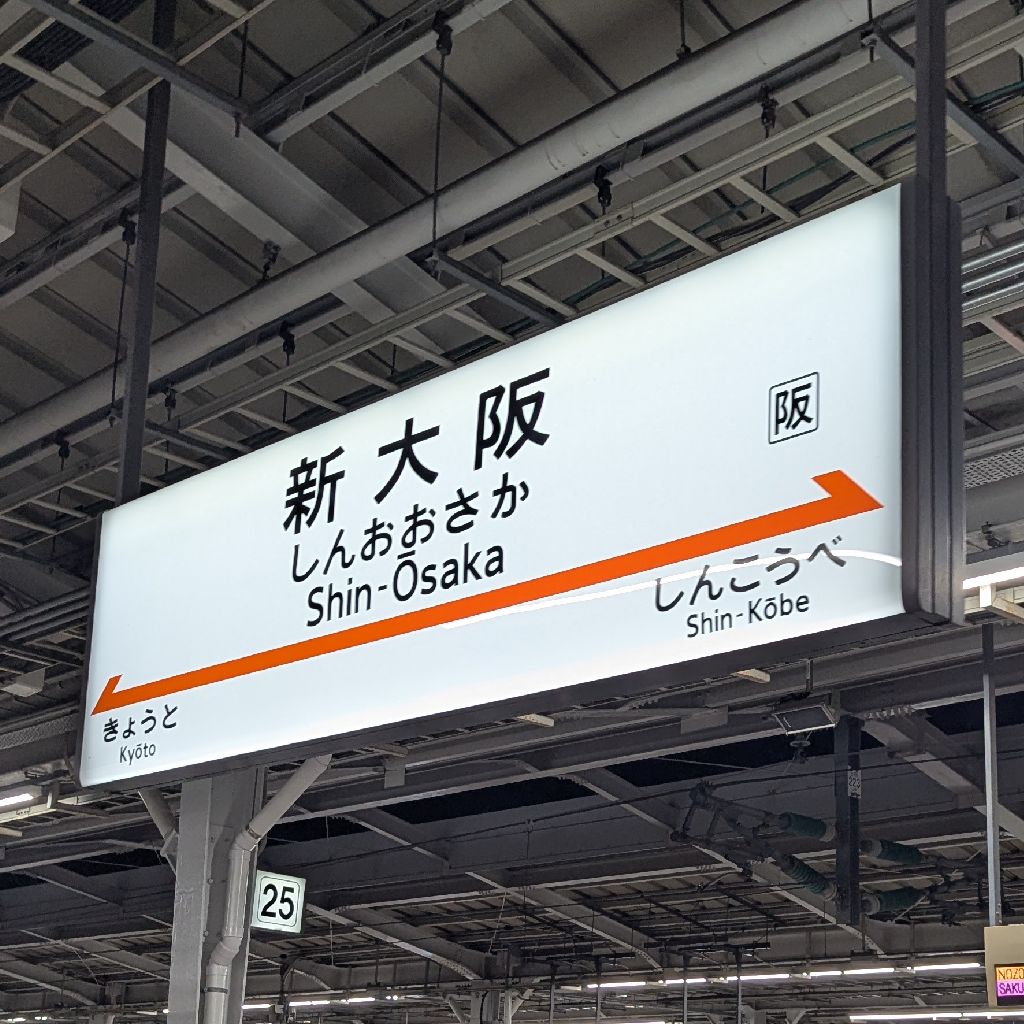 新大阪
しんおおさか
Shin-Ōsaka
阪
しんこうべ
Shin-Kōbe
きょうと
Kyōto
25